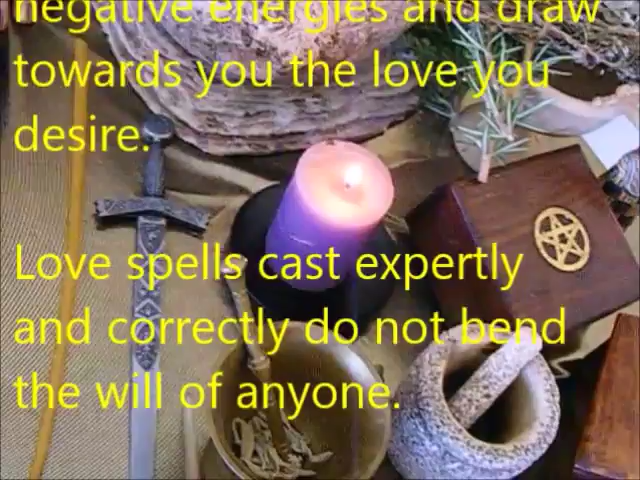 negative energies and draw
towards you the love you
desire.
Love spells cast expertly
and correctly do not bend
the will of anyone.